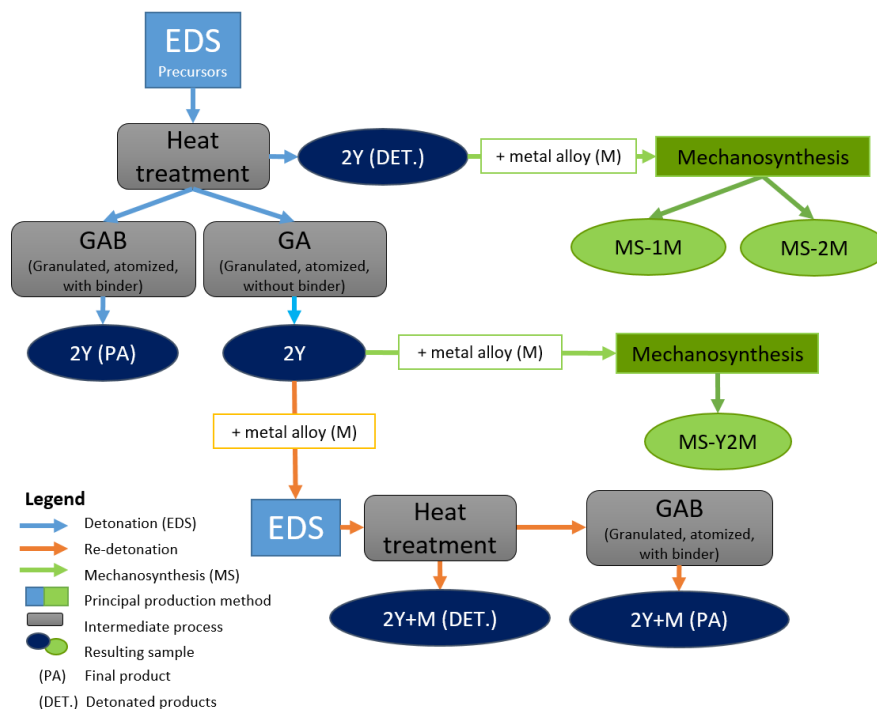 EDS
Precursors
Heat
treatment
2Y (DET.)
+ metal alloy (M)
Mechanosynthesis
MS-1M
MS-2M
GAB
(Granulated, atomized,
with binder)
GA
(Granulated, atomized,
without binder)
2Y (PA)
2Y
+ metal alloy (M)
Mechanosynthesis
MS-Y2M
+ metal alloy (M)
EDS
Heat
treatment
GAB
(Granulated, atomized,
with binder)
2Y+M (DET.)
2Y+M (PA)
Legend
Detonation (EDS)
Re-detonation
Mechanosynthesis (MS)
Principal production method
Intermediate process
Resulting sample
(PA) Final product
(DET.) Detonated products